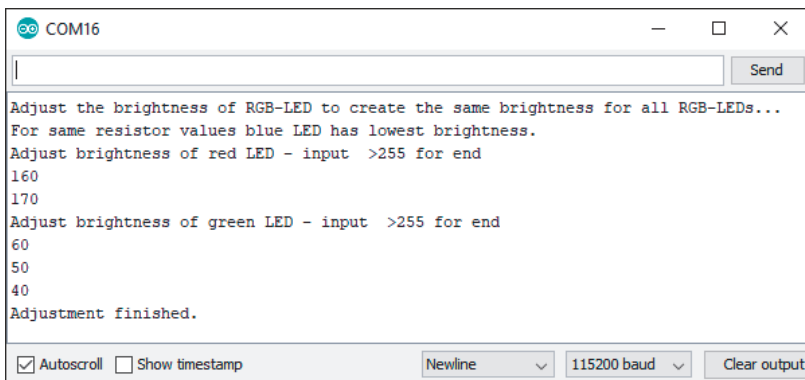 COM16
Send
Adjust the brightness of RGB-LED to create the same brightness for all RGB-LEDs...
For same resistor values blue LED has lowest brightness.
Adjust brightness of red LED - input  >255 for end
160
170
Adjust brightness of green LED - input  >255 for end
60
50
40
Adjustment finished.
Autoscroll Show timestamp Newline 115200 baud Clear output